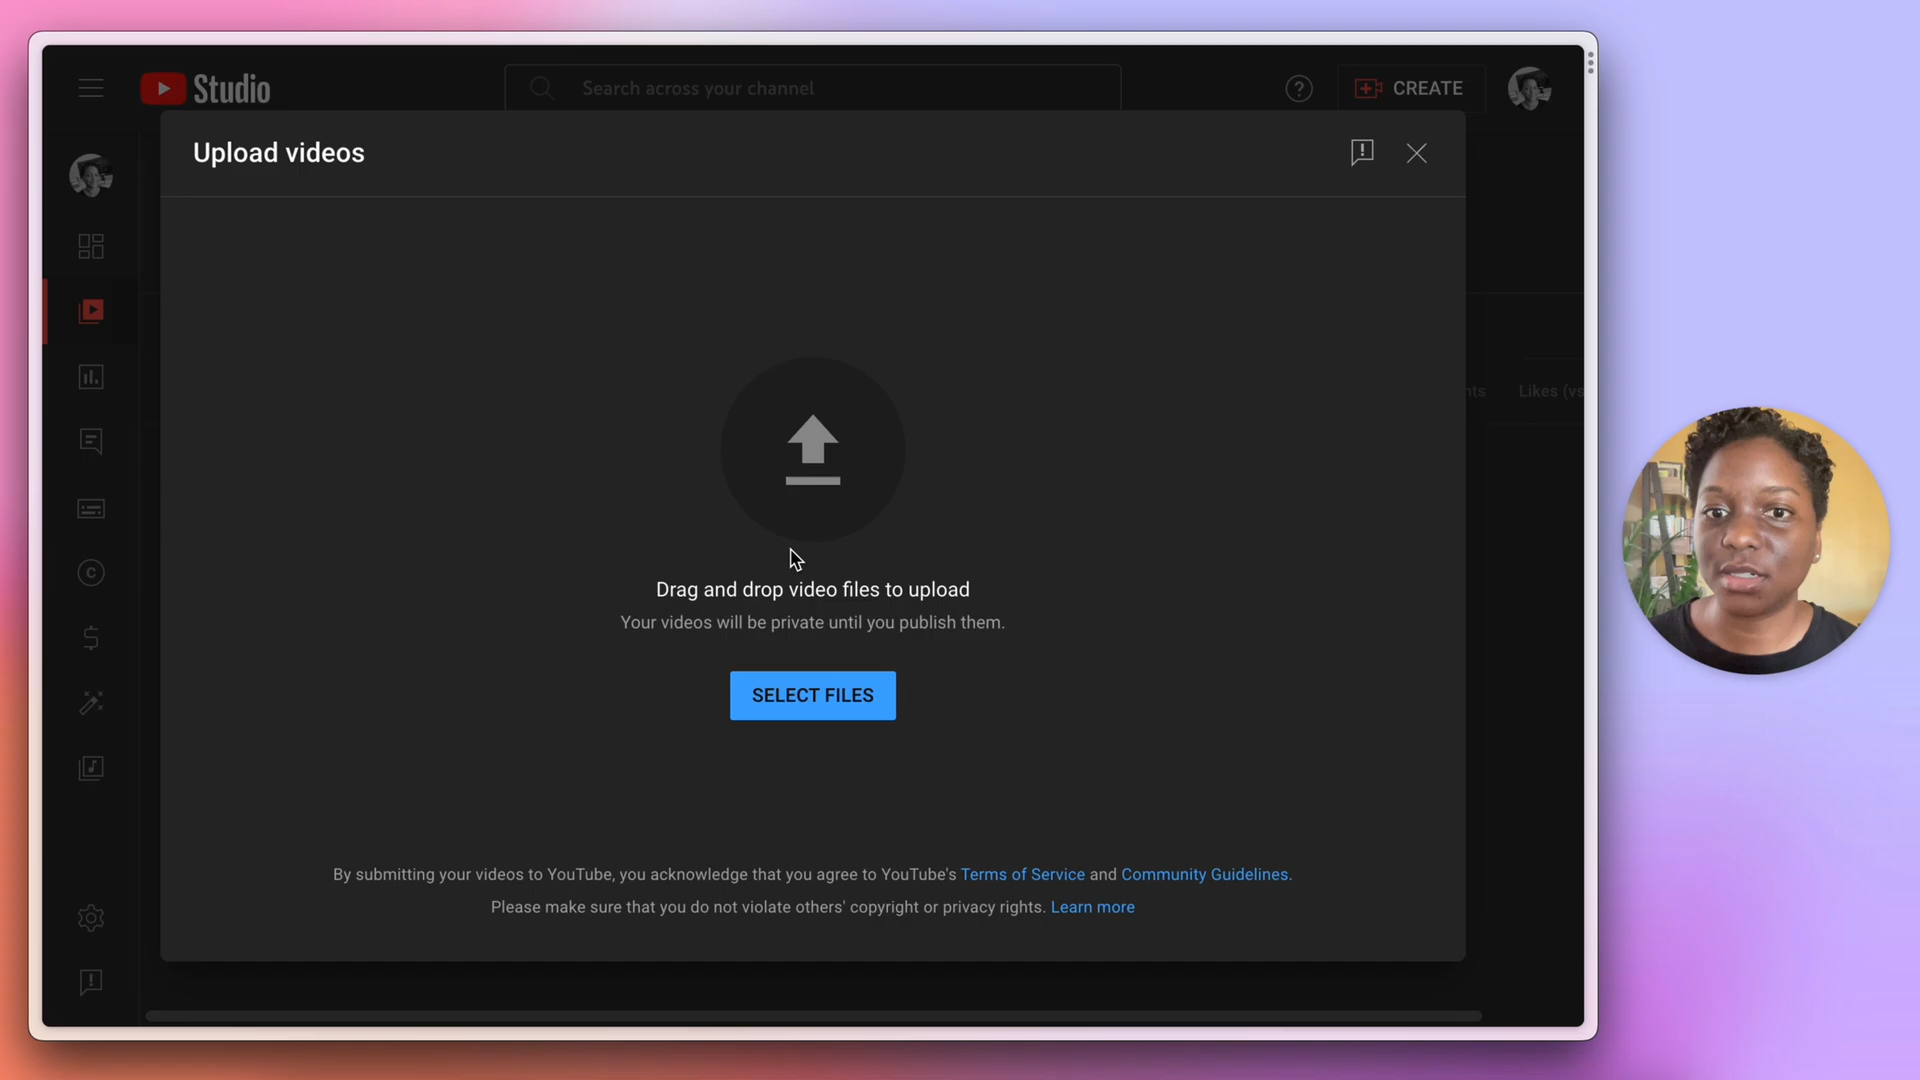 Studio
Search across your channel
CREATE
Upload videos
nts
Likes (vs
Drag and drop video files to upload
Your videos will be private until you publish them.
SELECT FILES
By submitting your videos to YouTube, you acknowledge that you agree to YouTube's Terms of Service and Community Guidelines.
Please make sure that you do not violate others' copyright or privacy rights. Learn more